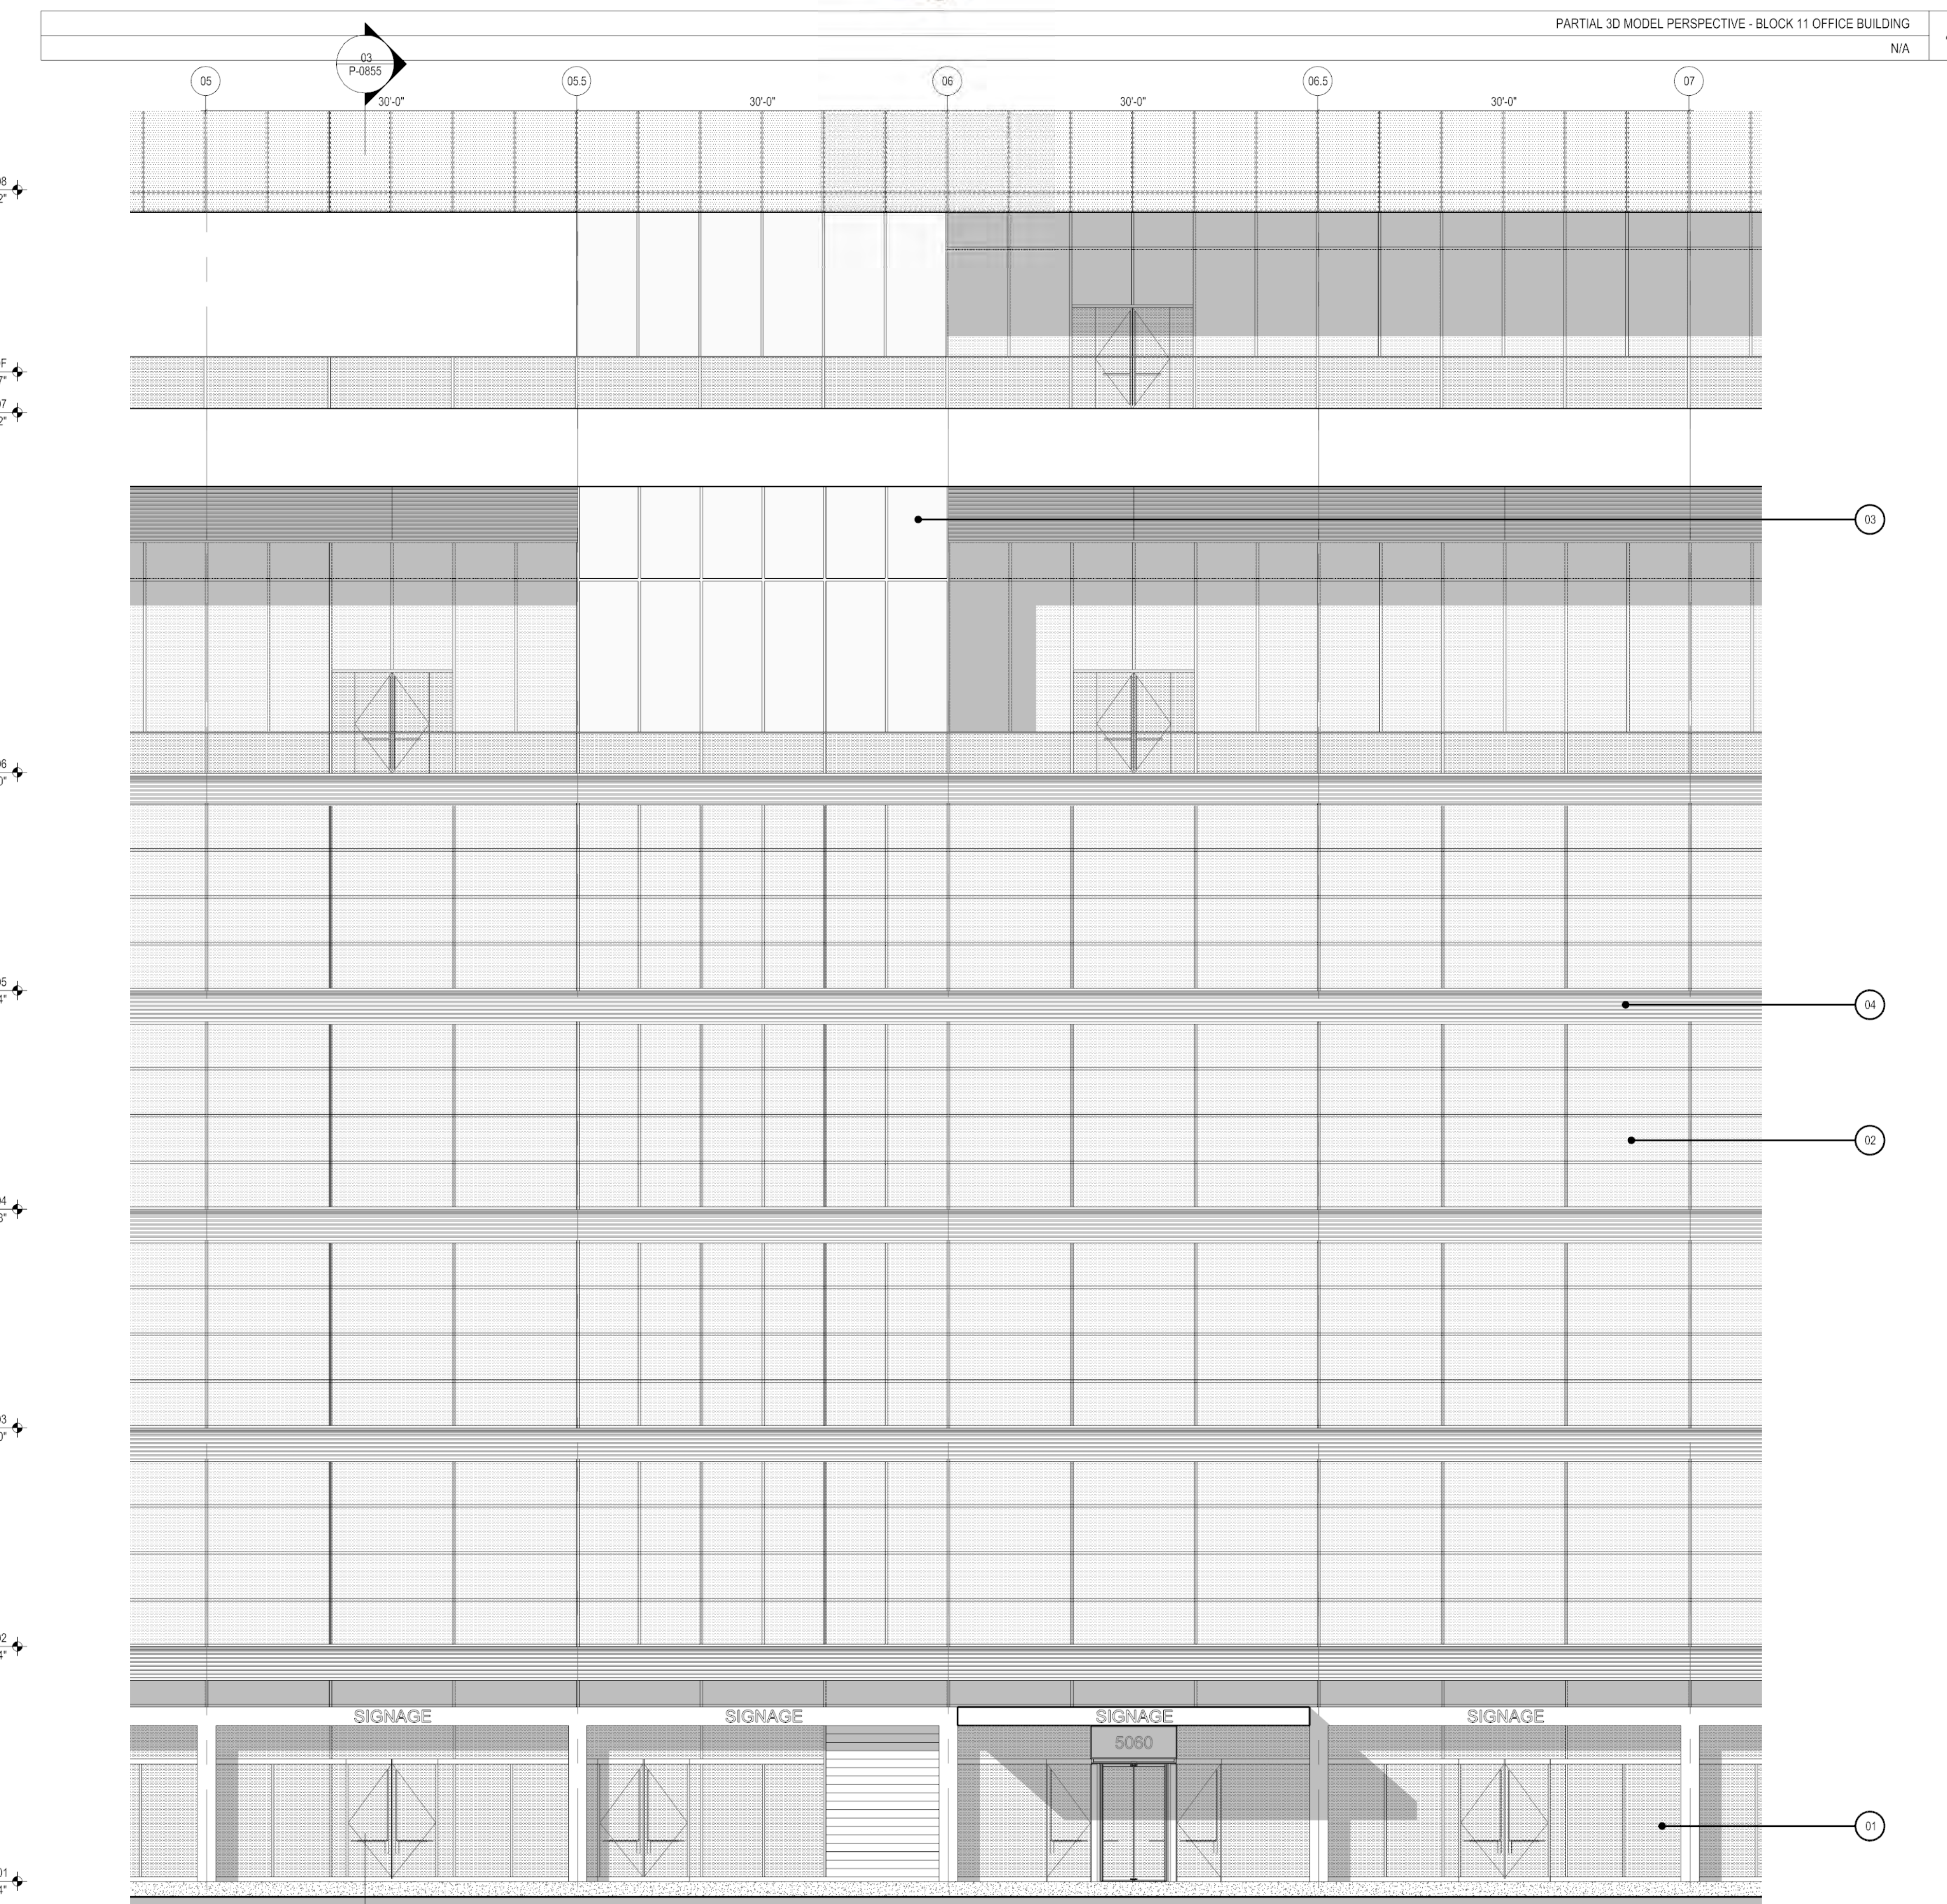 PARTIAL 3D MODEL PERSPECTIVE - BLOCK 11 OFFICE BUILDING
N/A
03
P-0855
05 05.5 06 06.5 07
30'-0" 30'-0" 30'-0" 30'-0"
03
04
02
SIGNAGE SIGNAGE SIGNAGE SIGNAGE
5060
01